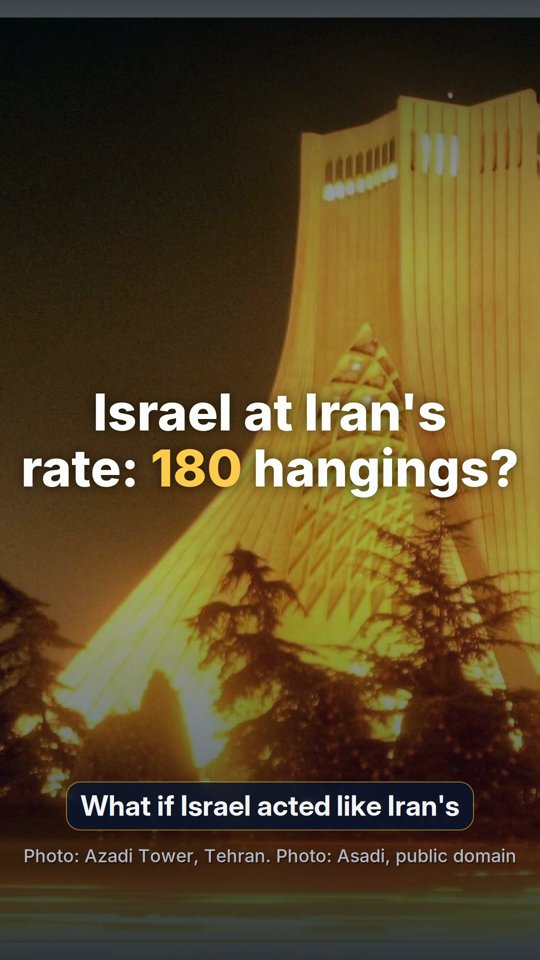 Israel at Iran's
rate: 180 hangings?
What if Israel acted like Iran's
Photo: Azadi Tower, Tehran. Photo: Asadi, public domain